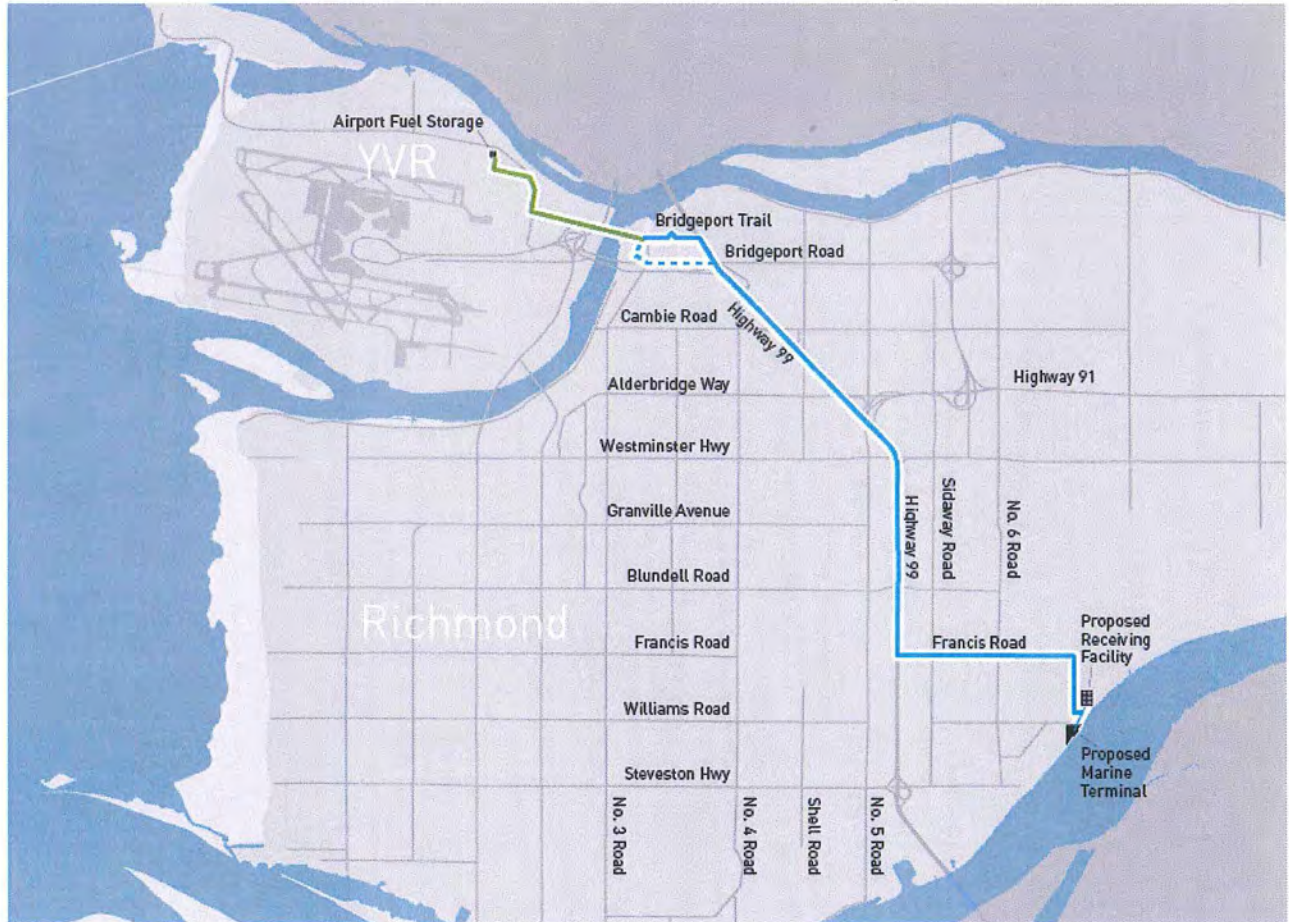 Airport Fuel Storage
YVR
Bridgeport Trail
Bridgeport Road
Cambie Road
Highway 99
Alderbridge Way
Highway 91
Westminster Hwy
Granville Avenue
Highway 99
Sidaway Road
No. 6 Road
Blundell Road
Richmond
Francis Road
Francis Road
Proposed
Receiving
Facility
Williams Road
Proposed
Marine
Terminal
Steveston Hwy
No. 3 Road
No. 4 Road
Shell Road
No. 5 Road